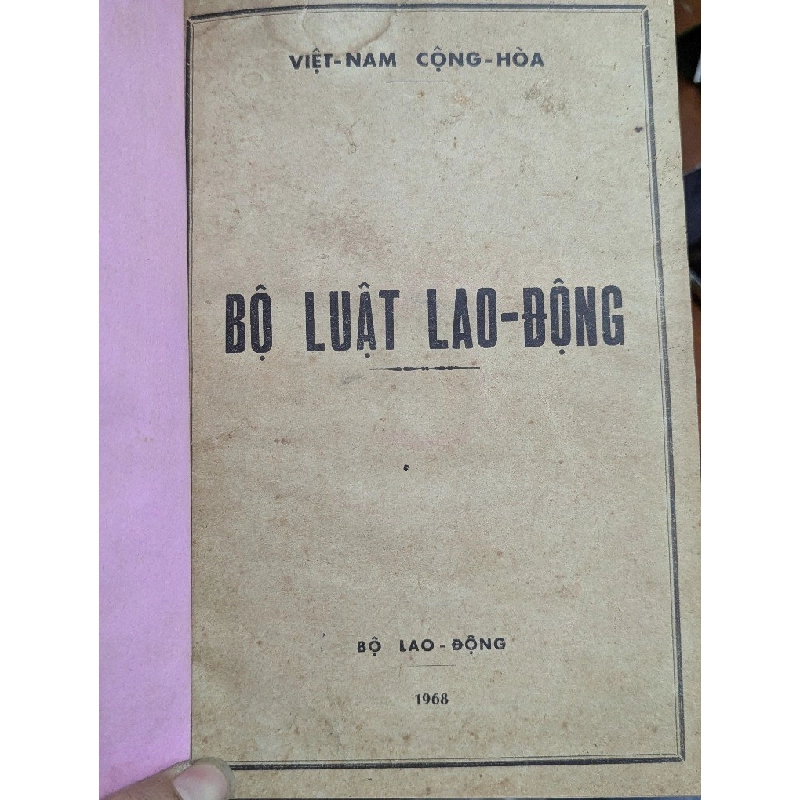 VIỆT-NAM CỘNG-HÒA
BỘ LUẬT LAO-ĐỘNG
BỘ LAO-ĐỘNG
1968